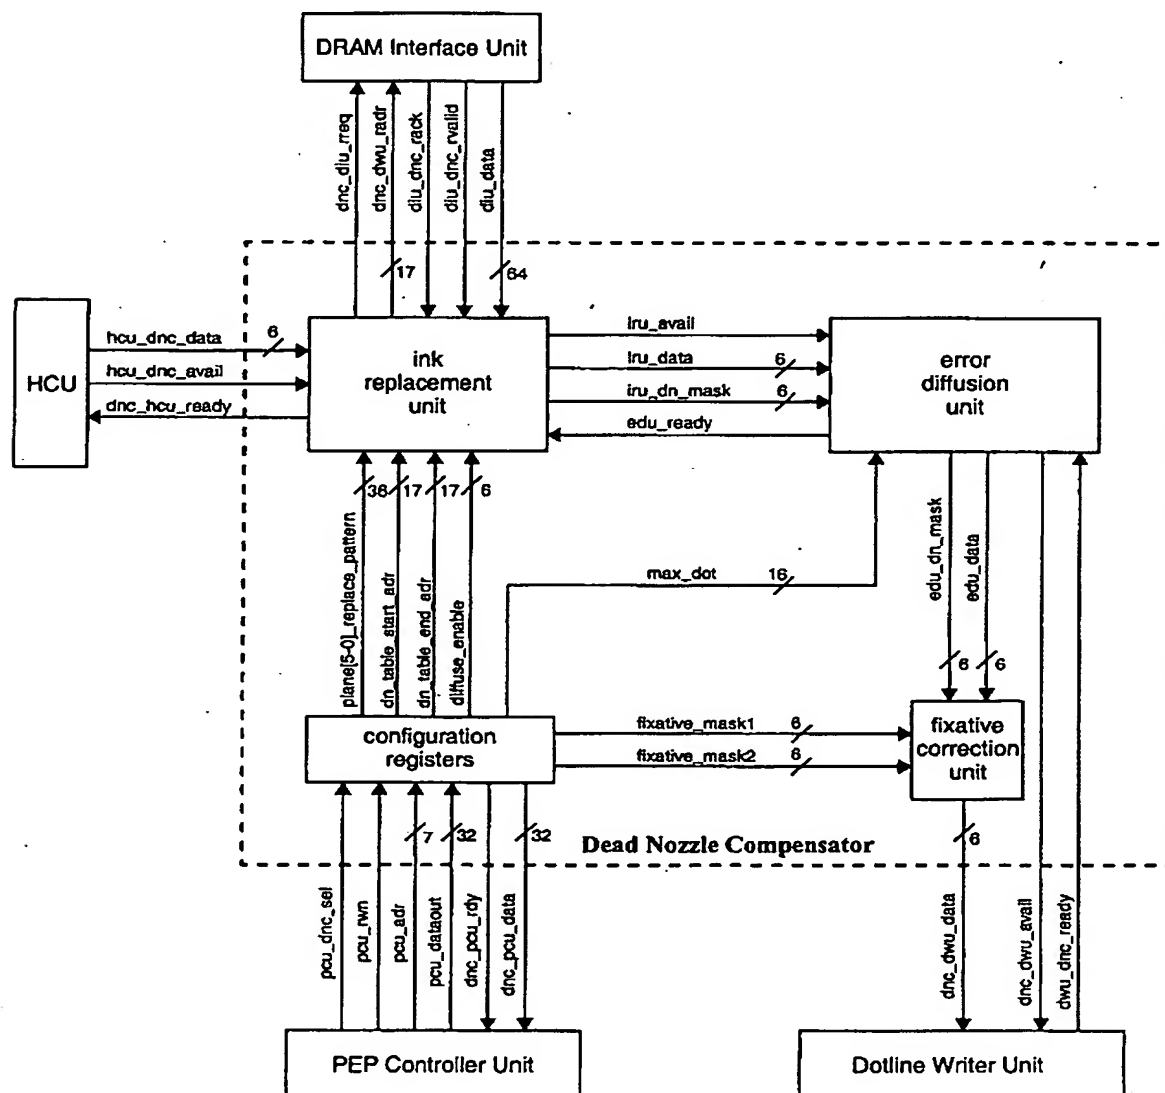 DRAM Interface Unit
dnc_diu_rreq
dnc_dwu_radr
diu_dnc_rack
diu_dnc_rvalid
diu_data
17
64
HCU
hcu_dnc_data
6
hcu_dnc_avail
dnc_hcu_ready
ink
replacement
unit
iru_avail
iru_data
6
iru_dn_mask
6
edu_ready
error
diffusion
unit
36
17
17
6
plane[5-0]_replace_pattern
dn_table_start_adr
dn_table_end_adr
diffuse_enable
max_dot
16
edu_dn_mask
edu_data
6
6
configuration
registers
fixative_mask1
6
fixative_mask2
6
fixative
correction
unit
7
32
32
6
Dead Nozzle Compensator
pcu_dnc_sel
pcu_rwn
pcu_adr
pcu_dataout
dnc_pcu_rdy
dnc_pcu_data
dnc_dwu_data
dnc_dwu_avail
dwu_dnc_ready
PEP Controller Unit
Dotline Writer Unit